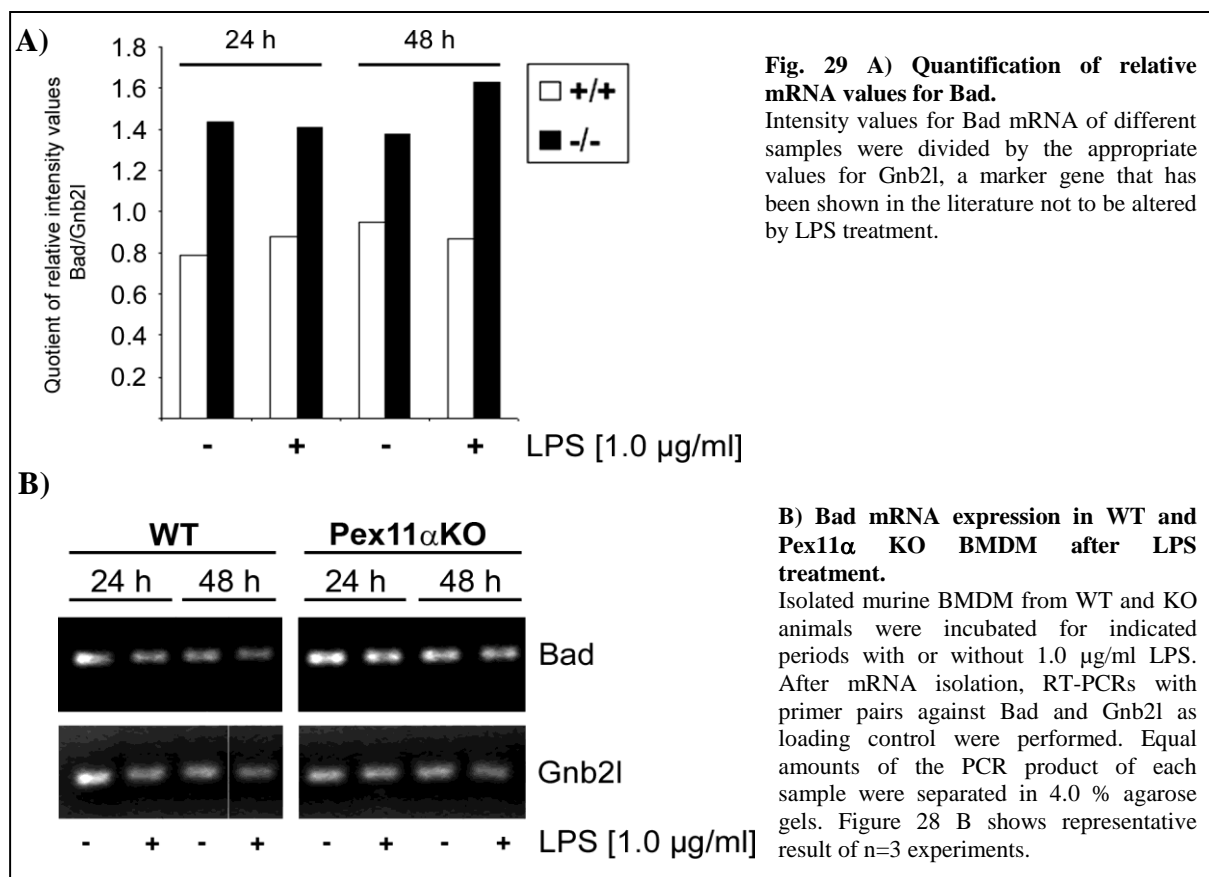 A)
24 h 48 h
1.8
1.6
1.4
1.2
1.0
0.8
0.6
0.4
0.2
Quotient of relative intensity values
Bad/Gnb2l
+/+
-/-
- + - + LPS [1.0 µg/ml]
Fig. 29 A) Quantification of relative
mRNA values for Bad.
Intensity values for Bad mRNA of different
samples were divided by the appropriate
values for Gnb2l, a marker gene that has
been shown in the literature not to be altered
by LPS treatment.
B)
WT Pex11αKO
24 h 48 h 24 h 48 h
Bad
Gnb2l
- + - + - + - + LPS [1.0 µg/ml]
B) Bad mRNA expression in WT and
Pex11α KO BMDM after LPS
treatment.
Isolated murine BMDM from WT and KO
animals were incubated for indicated
periods with or without 1.0 µg/ml LPS.
After mRNA isolation, RT-PCRs with
primer pairs against Bad and Gnb2l as
loading control were performed. Equal
amounts of the PCR product of each
sample were separated in 4.0 % agarose
gels. Figure 28 B shows representative
result of n=3 experiments.